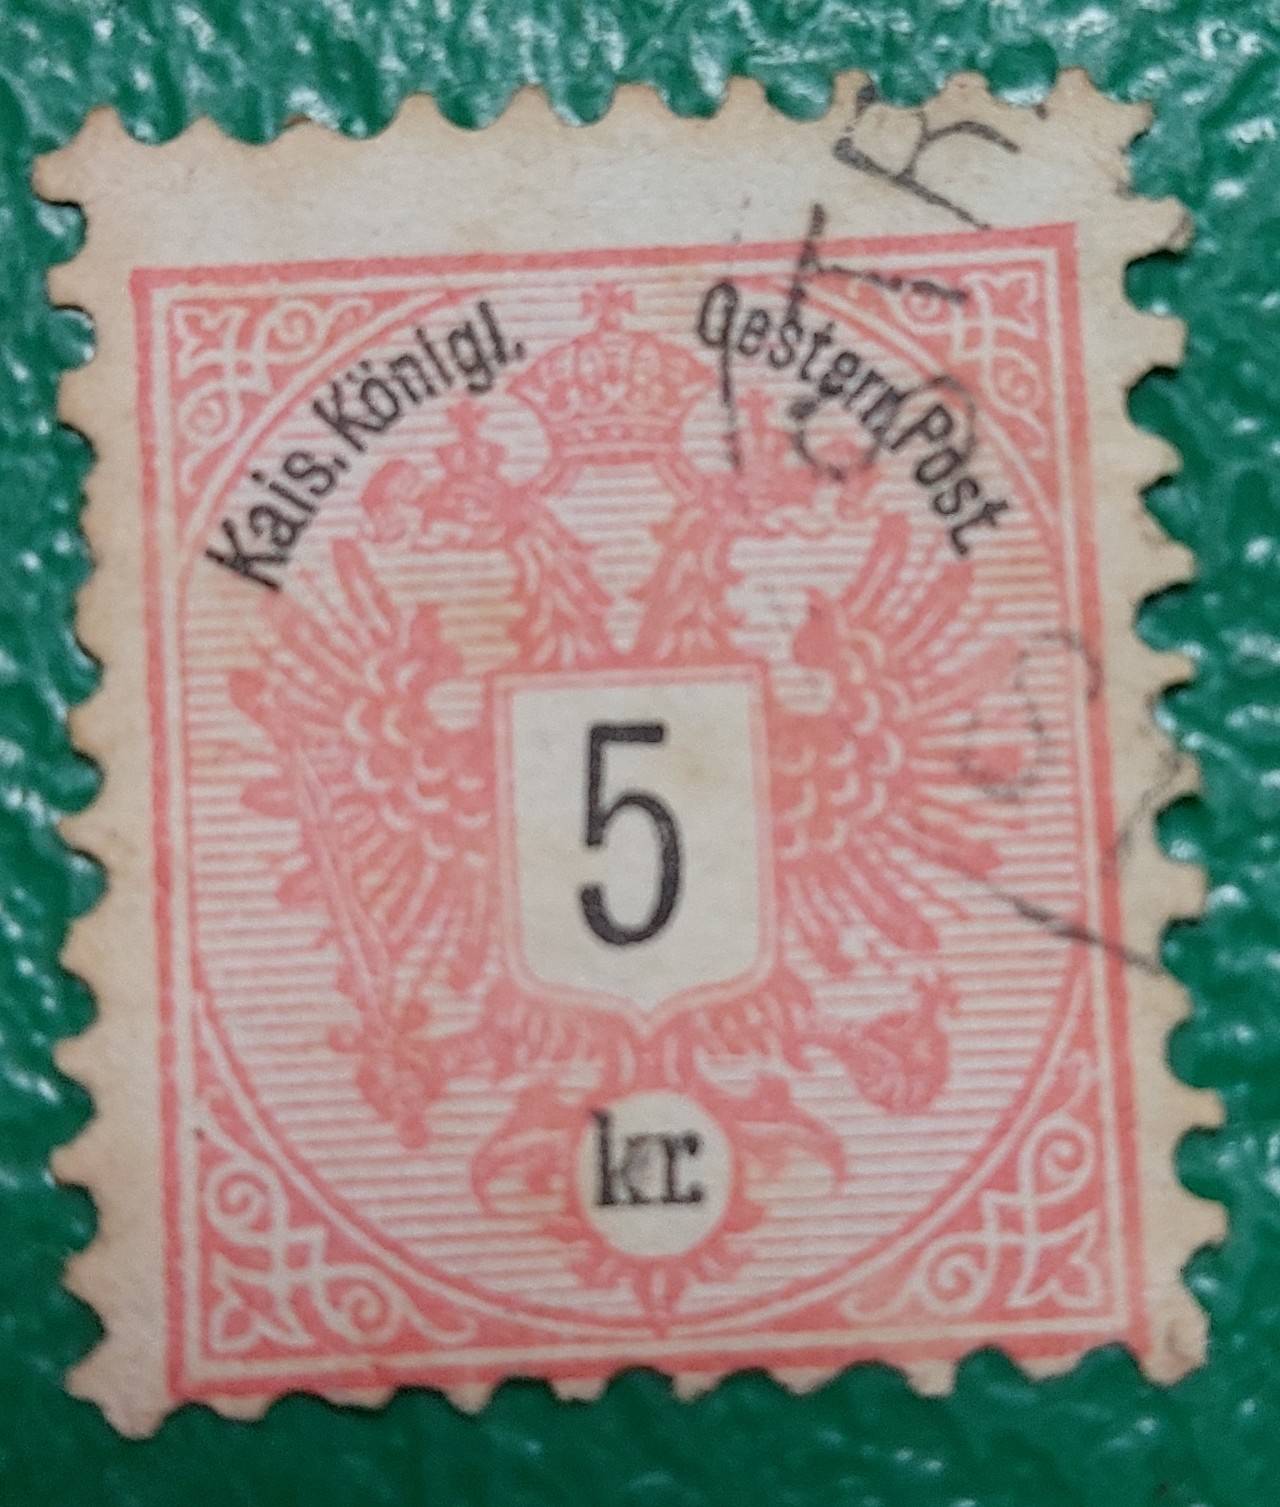 Kais. Königl. Oesterr. Post.
5
kr.